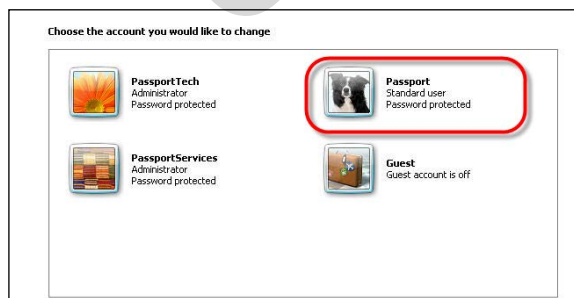 Choose the account you would like to change
PassportTech
Administrator
Password protected
Passport
Standard user
Password protected
PassportServices
Administrator
Password protected
Guest
Guest account is off